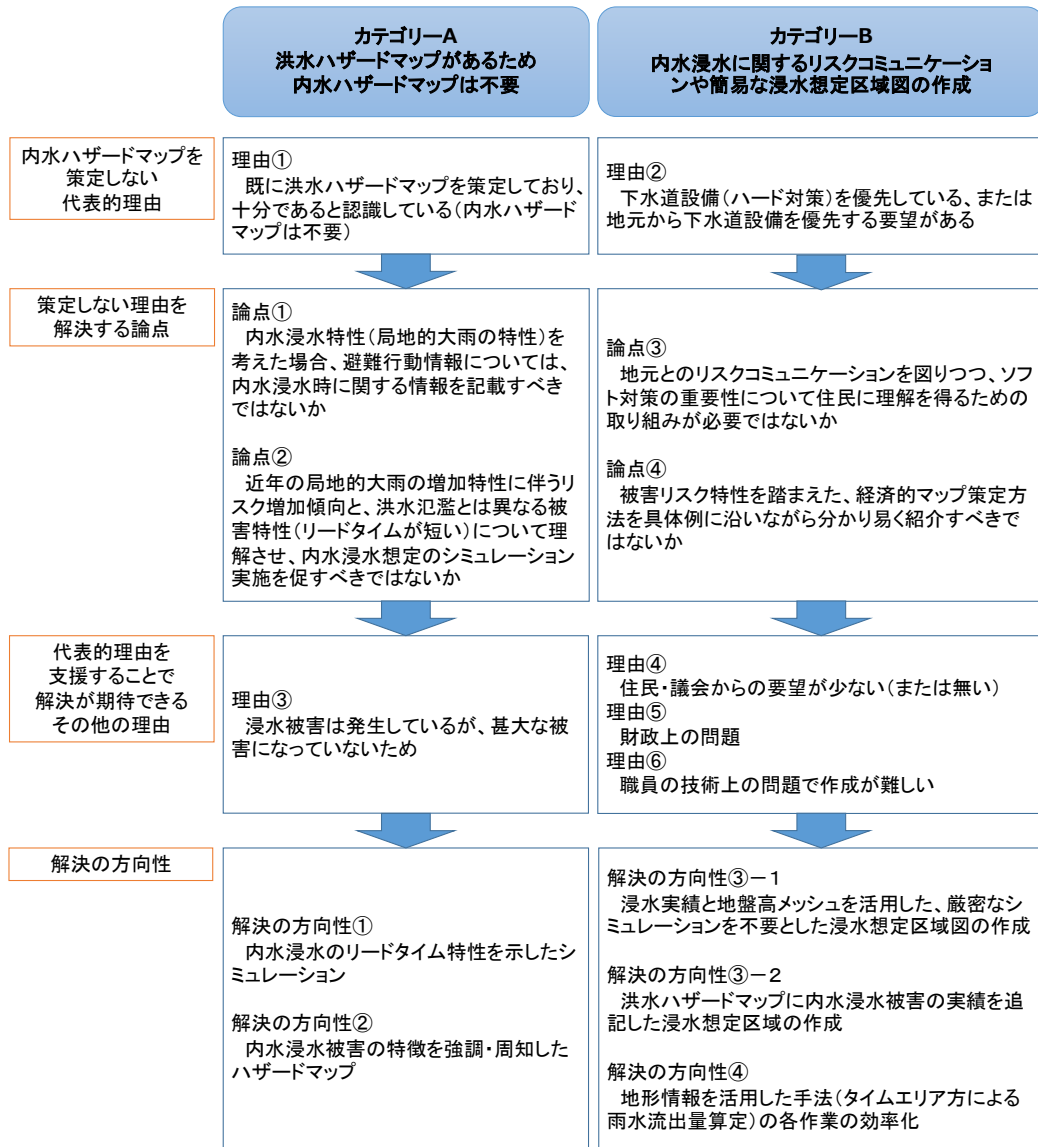 カテゴリーA
洪水ハザードマップがあるため
内水ハザードマップは不要
カテゴリーB
内水浸水に関するリスクコミュニケーショ
ンや簡易な浸水想定区域図の作成
内水ハザードマップを
策定しない
代表的理由
理由①
既に洪水ハザードマップを策定しており、
十分であると認識している(内水ハザード
マップは不要)
理由②
下水道設備(ハード対策)を優先している、または
地元から下水道設備を優先する要望がある
策定しない理由を
解決する論点
論点①
内水浸水特性(局地的大雨の特性)を
考えた場合、避難行動情報については、
内水浸水時に関する情報を記載すべき
ではないか
論点②
近年の局地的大雨の増加特性に伴うリ
スク増加傾向と、洪水氾濫とは異なる被
害特性(リードタイムが短い)について理
解させ、内水浸水想定のシミュレーション
実施を促すべきではないか
論点③
地元とのリスクコミュニケーションを図りつつ、ソフ
ト対策の重要性について住民に理解を得るための
取り組みが必要ではないか
論点④
被害リスク特性を踏まえた、経済的マップ策定方
法を具体例に沿いながら分かり易く紹介すべきで
はないか
代表的理由を
支援することで
解決が期待できる
その他の理由
理由③
浸水被害は発生しているが、甚大な被
害になっていないため
理由④
住民・議会からの要望が少ない(または無い)
理由⑤
財政上の問題
理由⑥
職員の技術上の問題で作成が難しい
解決の方向性
解決の方向性①
内水浸水のリードタイム特性を示したシ
ミュレーション
解決の方向性②
内水浸水被害の特徴を強調・周知した
ハザードマップ
解決の方向性③-1
浸水実績と地盤高メッシュを活用した、厳密なシ
ミュレーションを不要とした浸水想定区域図の作成
解決の方向性③-2
洪水ハザードマップに内水浸水被害の実績を追
記した浸水想定区域の作成
解決の方向性④
地形情報を活用した手法(タイムエリア方による
雨水流出量算定)の各作業の効率化